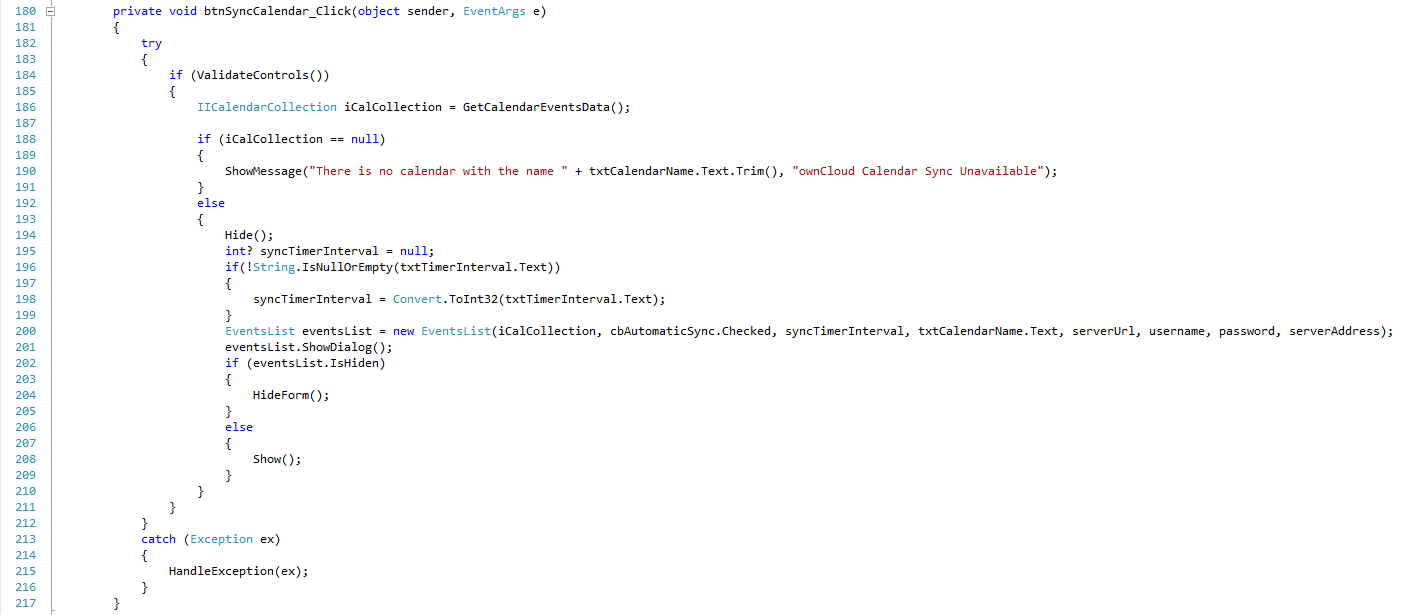 180 private void btnSyncCalendar_Click(object sender, EventArgs e)
181 {
182 try
183 {
184 if (ValidateControls())
185 {
186 IICalendarCollection iCalCollection = GetCalendarEventsData();
187
188 if (iCalCollection == null)
189 {
190 ShowMessage("There is no calendar with the name " + txtCalendarName.Text.Trim(), "ownCloud Calendar Sync Unavailable");
191 }
192 else
193 {
194 Hide();
195 int? syncTimerInterval = null;
196 if(!String.IsNullOrEmpty(txtTimerInterval.Text))
197 {
198 syncTimerInterval = Convert.ToInt32(txtTimerInterval.Text);
199 }
200 EventsList eventsList = new EventsList(iCalCollection, cbAutomaticSync.Checked, syncTimerInterval, txtCalendarName.Text, serverUrl, username, password, serverAddress);
201 eventsList.ShowDialog();
202 if (eventsList.IsHiden)
203 {
204 HideForm();
205 }
206 else
207 {
208 Show();
209 }
210 }
211 }
212 }
213 catch (Exception ex)
214 {
215 HandleException(ex);
216 }
217 }